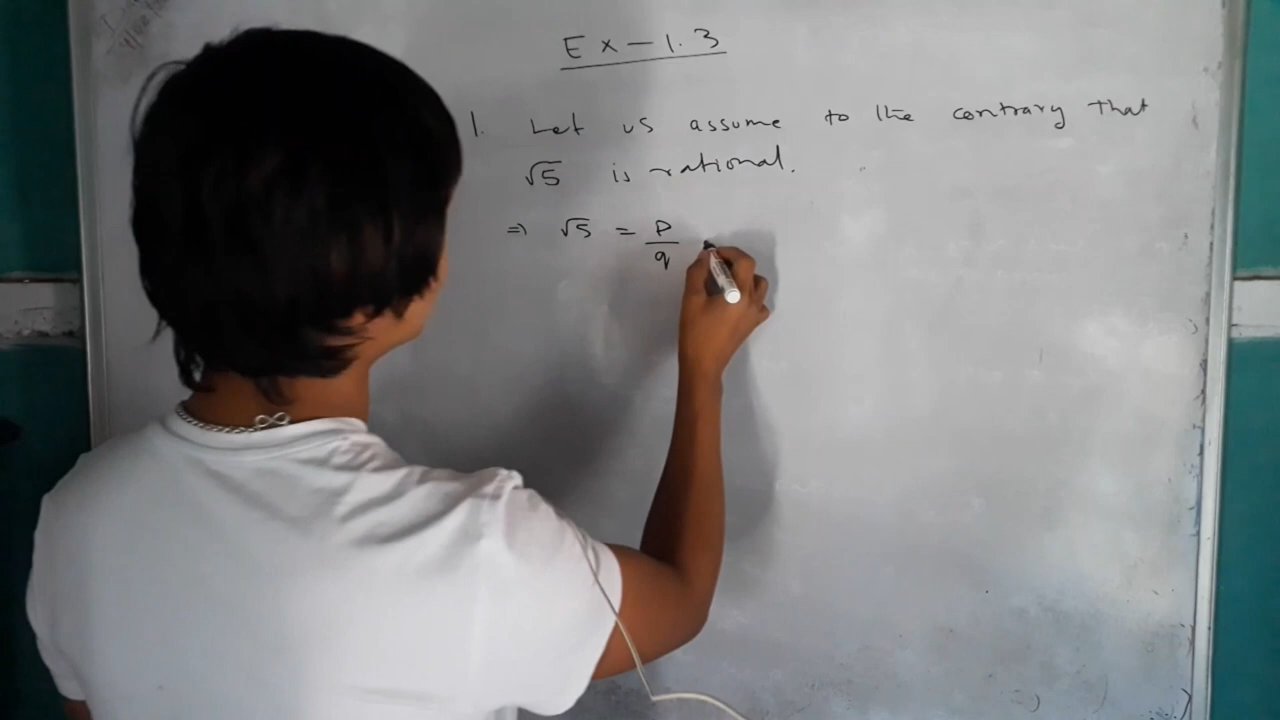 Ex-1.3
1. Let us assume to the contrary that
√5 is rational.
⇒ √5 = p/q